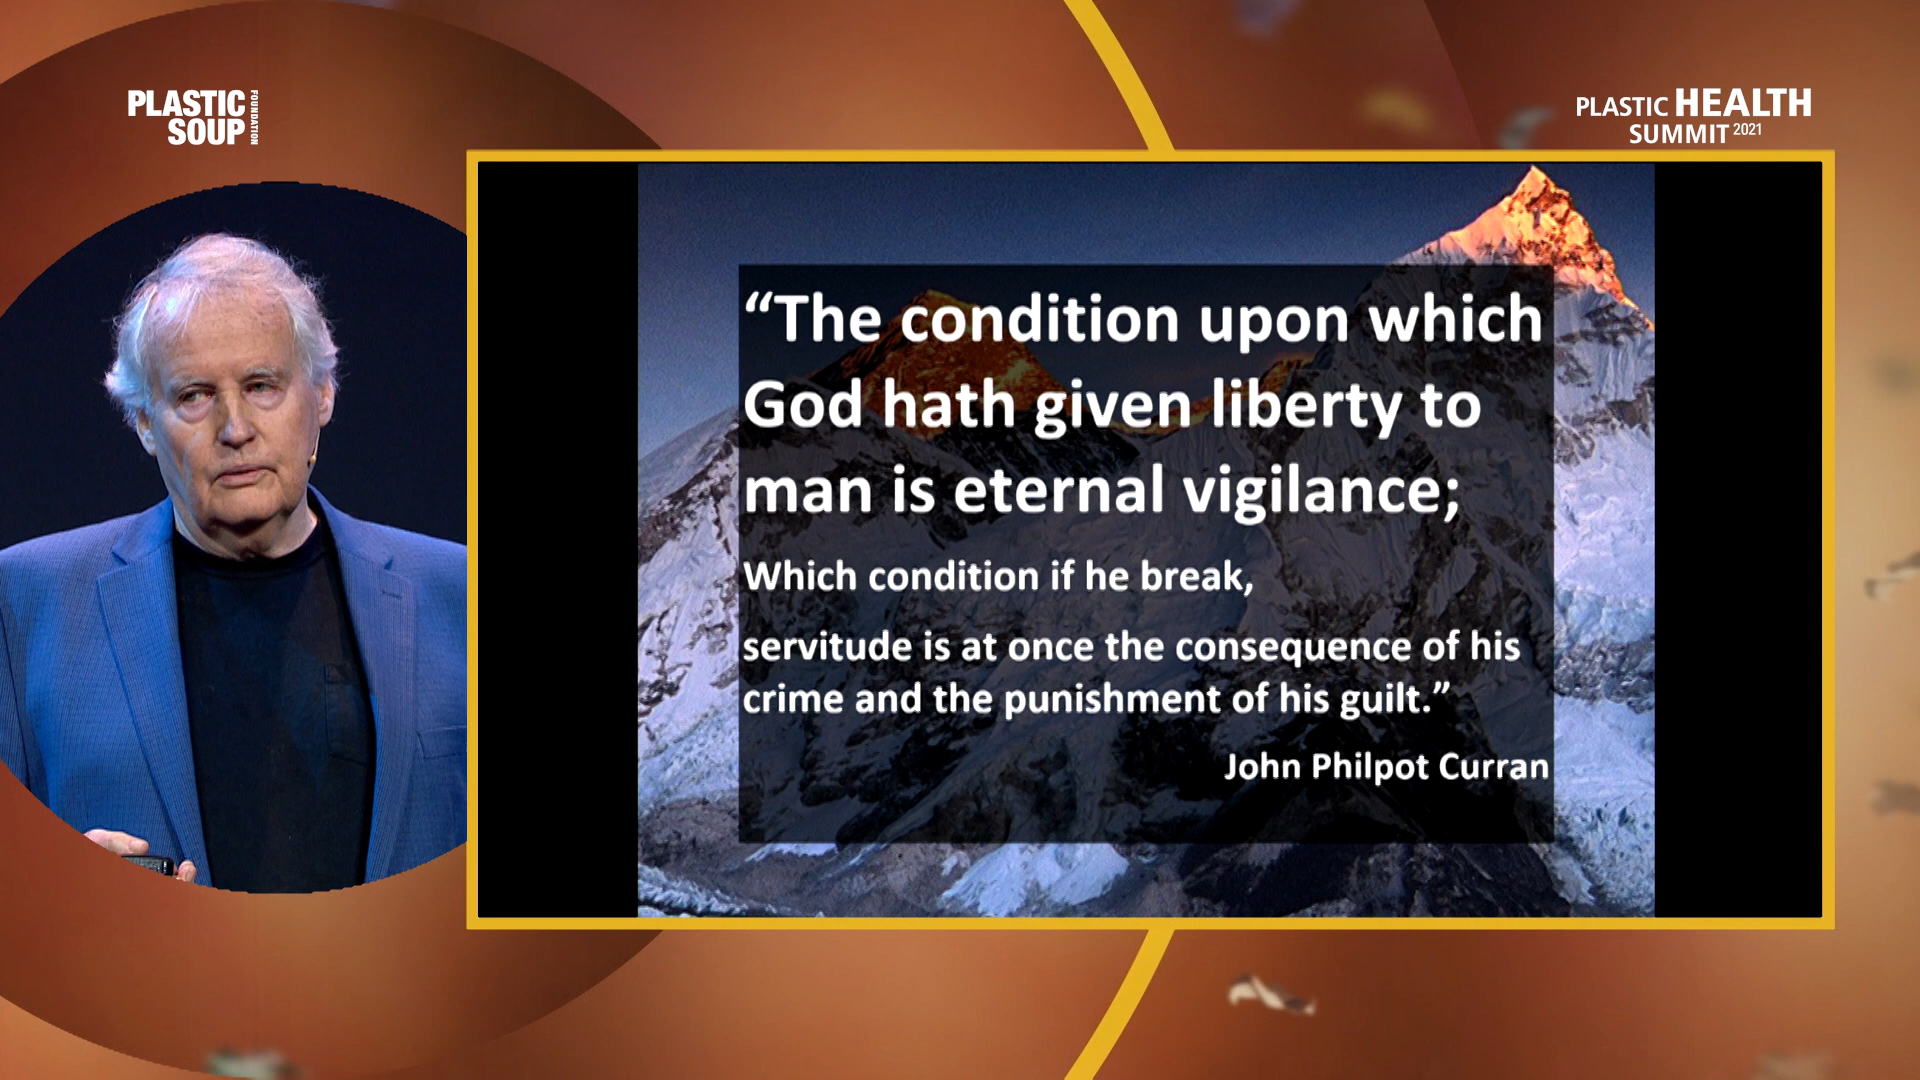 PLASTIC
SOUP
FOUNDATION
PLASTIC HEALTH
SUMMIT 2021
“The condition upon which
God hath given liberty to
man is eternal vigilance;
Which condition if he break,
servitude is at once the consequence of his
crime and the punishment of his guilt.”
John Philpot Curran